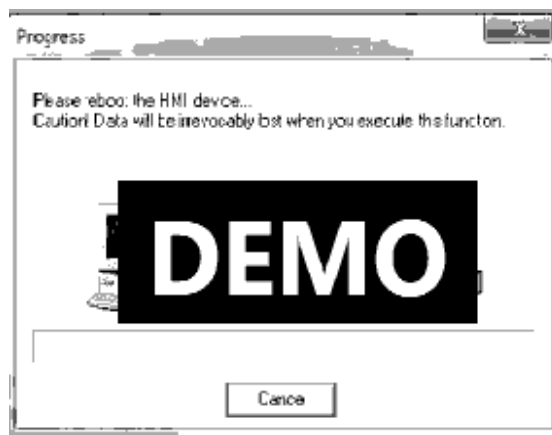 Progress
Please reboot the HMI device...
Caution! Data will be irrevocably lost when you execute this function.
DEMO
Cancel